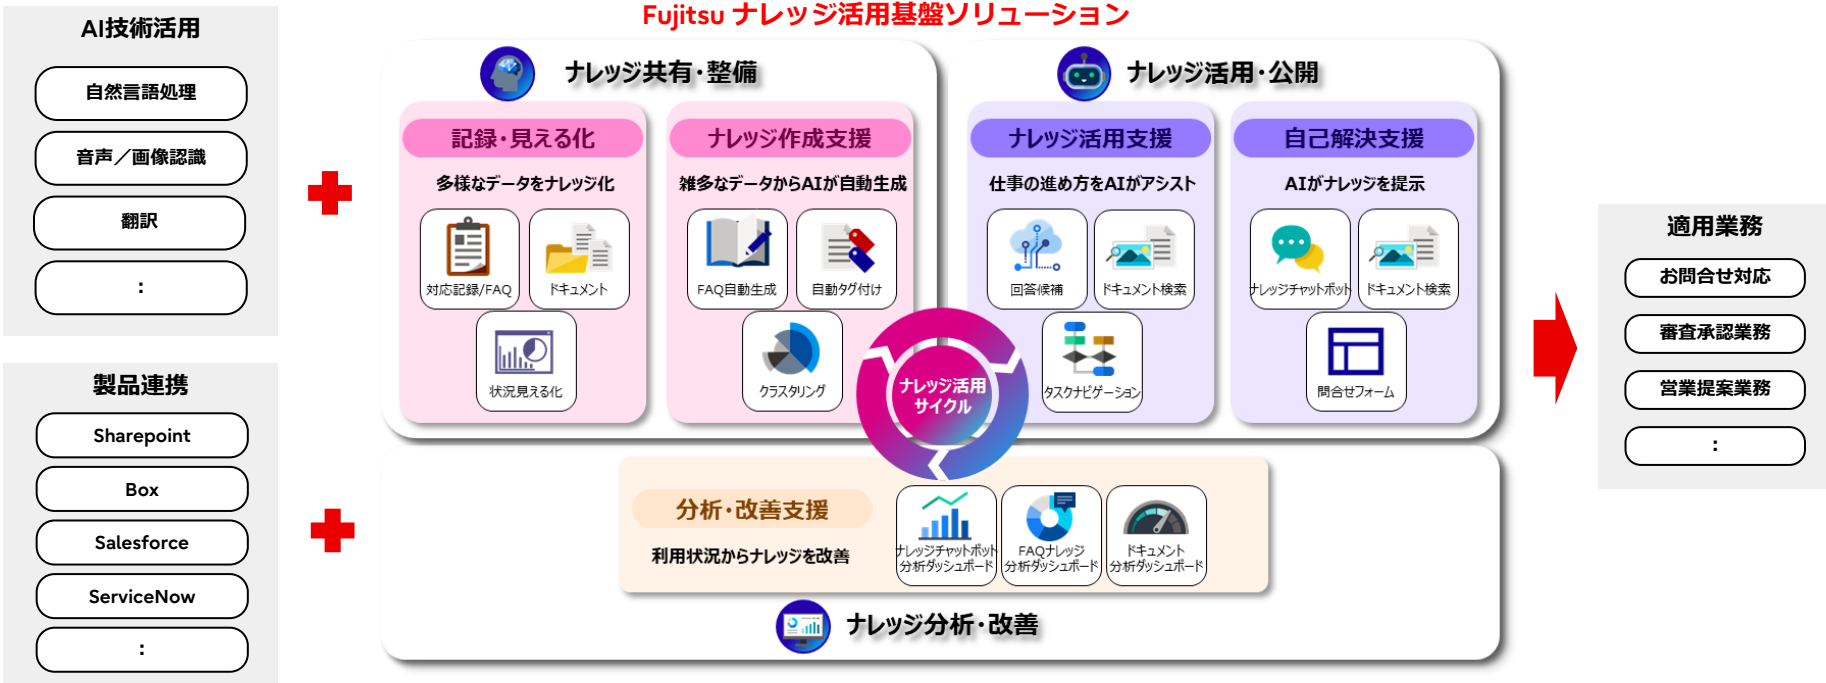 Fujitsu ナレッジ活用基盤ソリューション
AI技術活用
自然言語処理
音声／画像認識
翻訳
：
製品連携
Sharepoint
Box
Salesforce
ServiceNow
：
ナレッジ共有・整備
記録・見える化
多様なデータをナレッジ化
対応記録/FAQ
ドキュメント
状況見える化
ナレッジ作成支援
雑多なデータからAIが自動生成
FAQ自動生成
自動タグ付け
クラスタリング
ナレッジ活用・公開
ナレッジ活用支援
仕事の進め方をAIがアシスト
回答候補
ドキュメント検索
タスクナビゲーション
自己解決支援
AIがナレッジを提示
ナレッジチャットボット
ドキュメント検索
問合せフォーム
ナレッジ活用
サイクル
分析・改善支援
利用状況からナレッジを改善
ナレッジチャットボット
分析ダッシュボード
FAQナレッジ
分析ダッシュボード
ドキュメント
分析ダッシュボード
ナレッジ分析・改善
適用業務
お問合せ対応
審査承認業務
営業提案業務
：